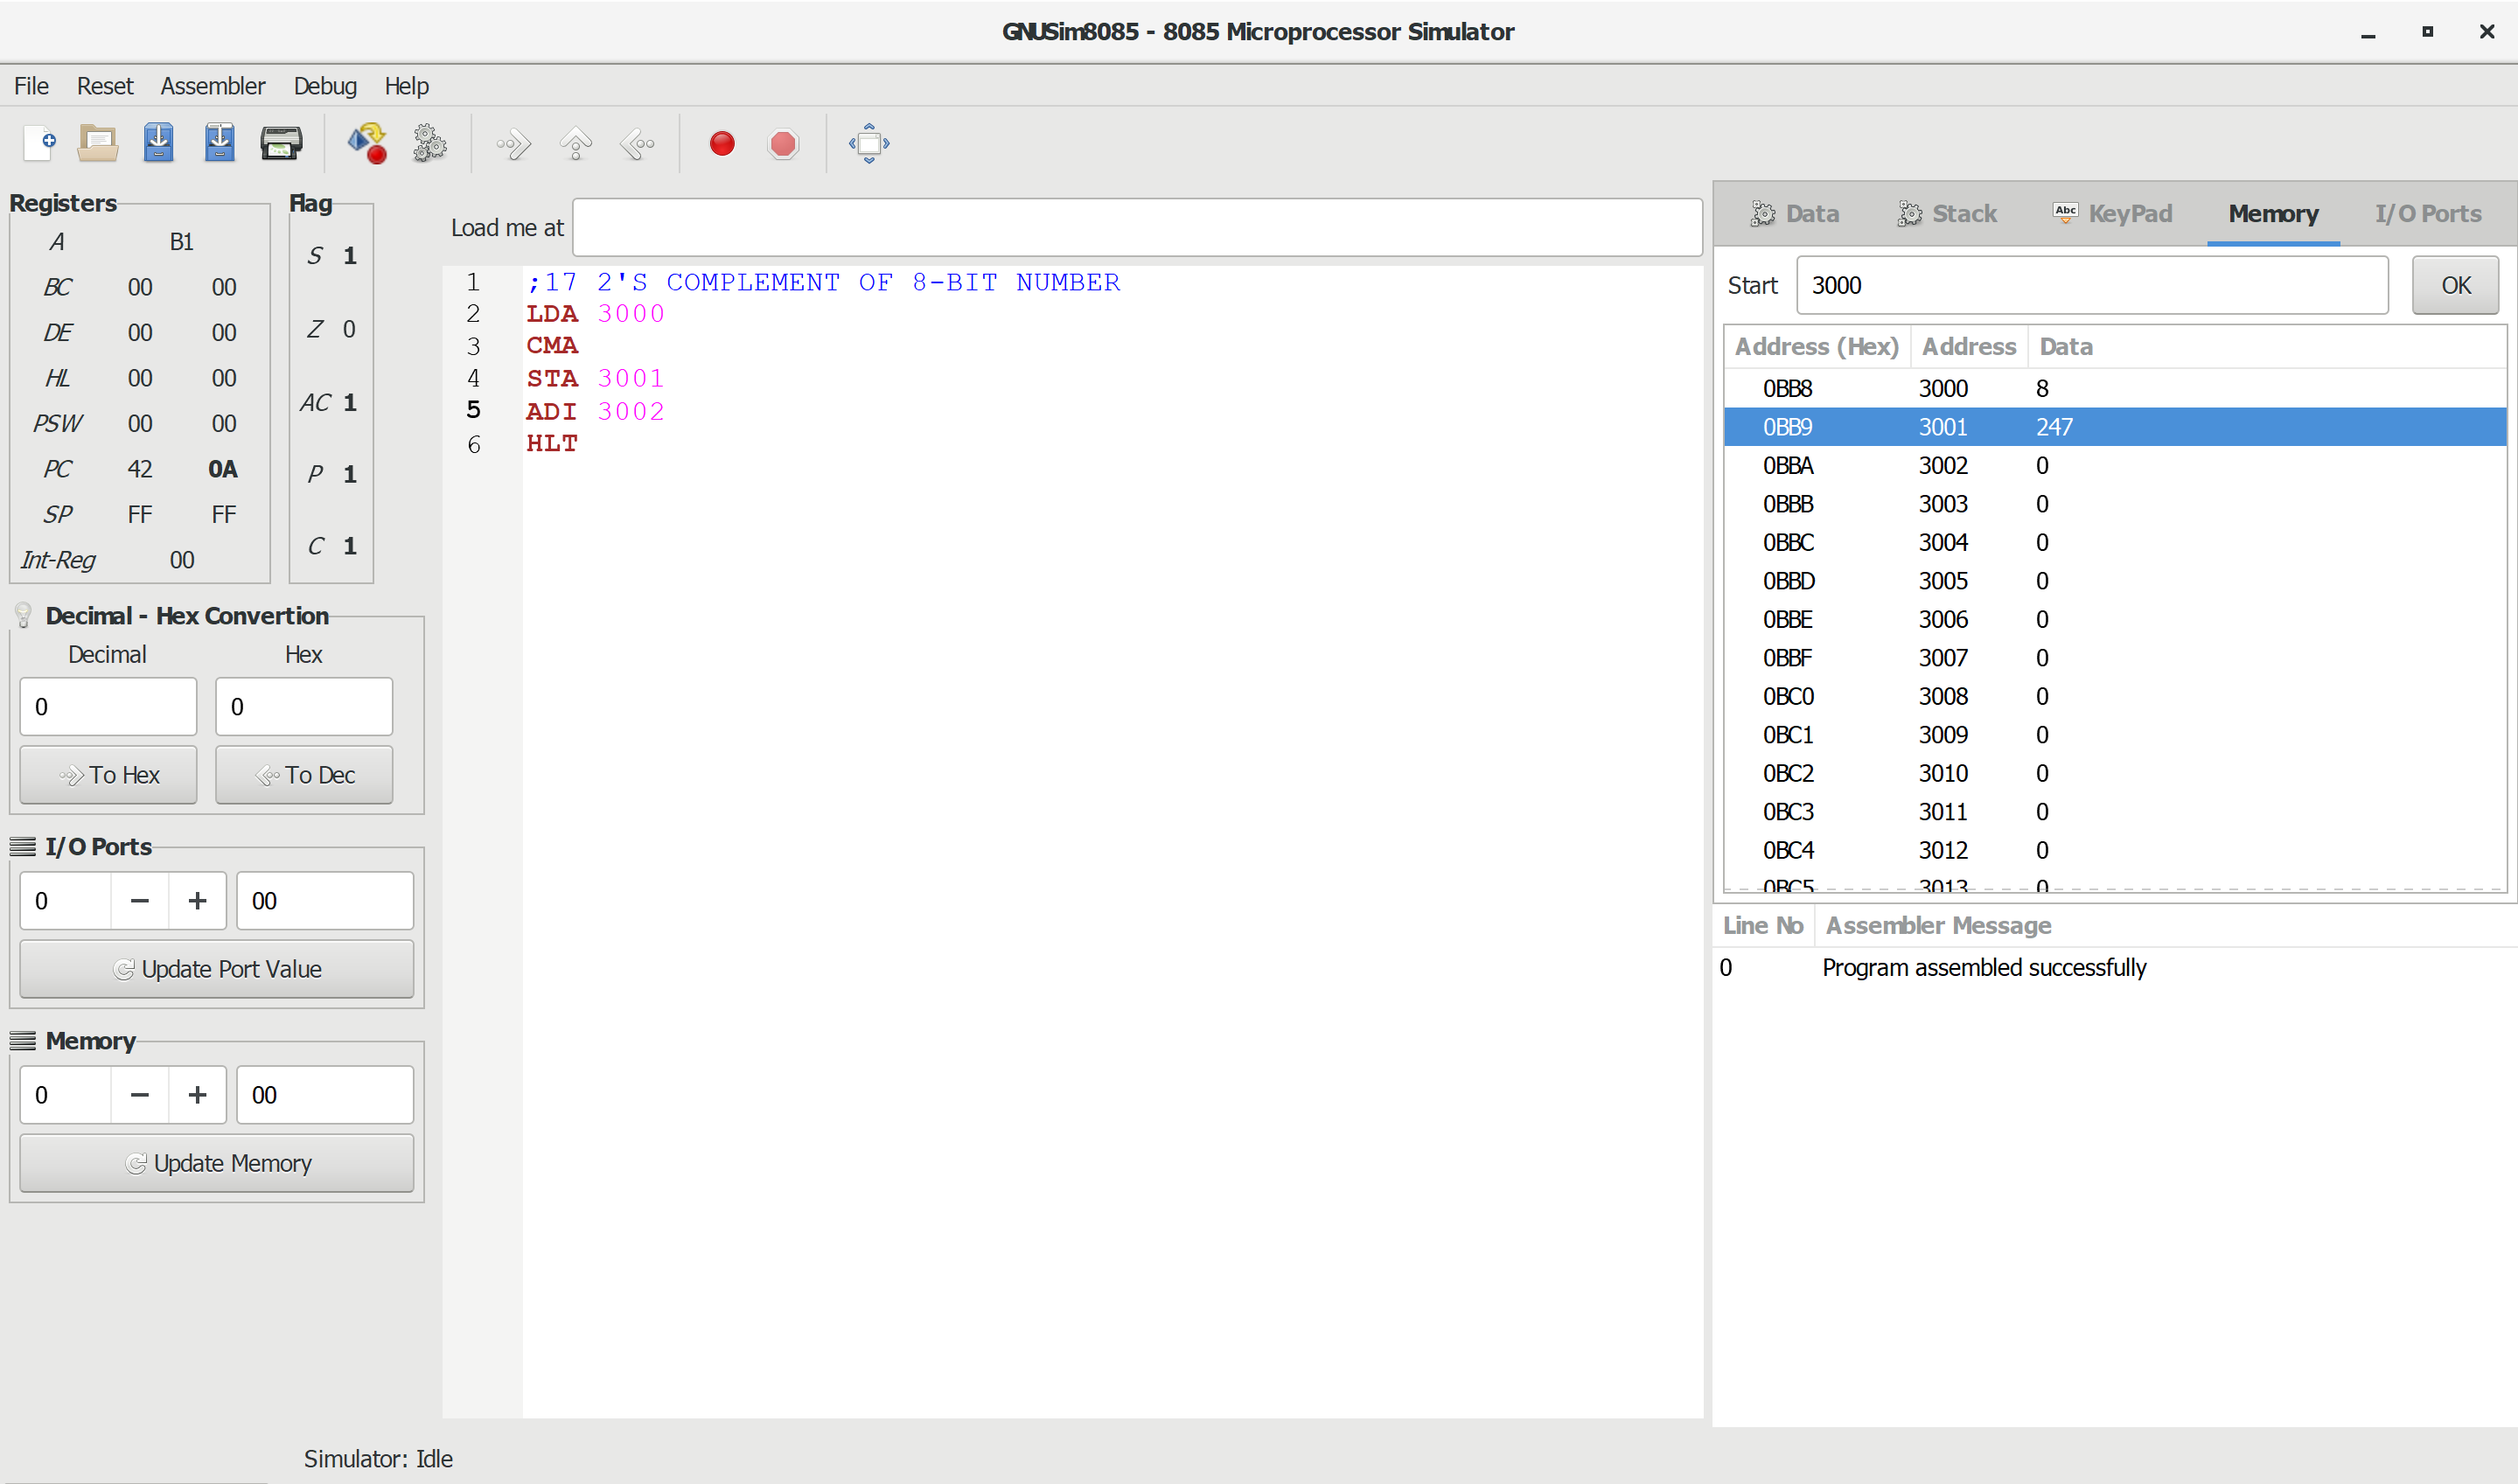 GNUSim8085 - 8085 Microprocessor Simulator
File Reset Assembler Debug Help
Registers
A B1
BC 00 00
DE 00 00
HL 00 00
PSW 00 00
PC 42 0A
SP FF FF
Int-Reg 00
Flag
S 1
Z 0
AC 1
P 1
C 1
Decimal - Hex Convertion
Decimal Hex
0 0
To Hex To Dec
I/O Ports
0 − + 00
Update Port Value
Memory
0 − + 00
Update Memory
Load me at
1 ;17 2'S COMPLEMENT OF 8-BIT NUMBER
2 LDA 3000
3 CMA
4 STA 3001
5 ADI 3002
6 HLT
Data Stack Abc KeyPad Memory I/O Ports
Start 3000 OK
Address (Hex) Address Data
0BB8 3000 8
0BB9 3001 247
0BBA 3002 0
0BBB 3003 0
0BBC 3004 0
0BBD 3005 0
0BBE 3006 0
0BBF 3007 0
0BC0 3008 0
0BC1 3009 0
0BC2 3010 0
0BC3 3011 0
0BC4 3012 0
0BC5 3013 0
Line No Assembler Message
0 Program assembled successfully
Simulator: Idle